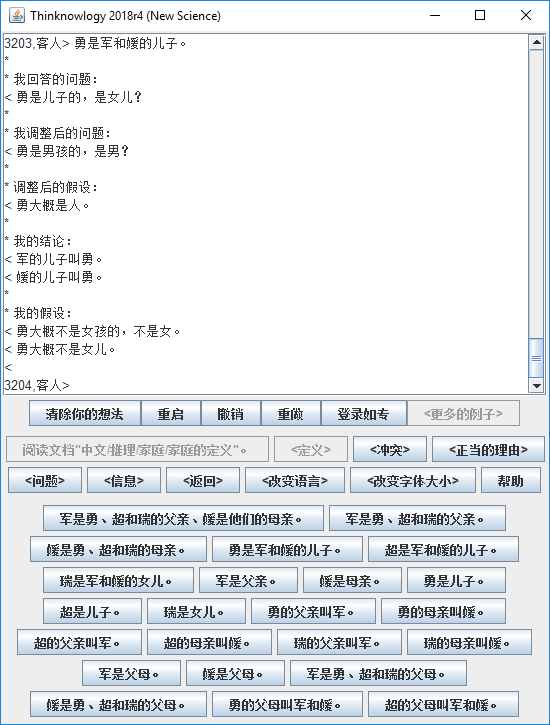 Thinknowlogy 2018r4 (New Science)
3203,客人> 勇是军和媛的儿子。
*
* 我回答的问题：
< 勇是儿子的，是女儿？
*
* 我调整后的问题：
< 勇是男孩的，是男？
*
* 调整后的假设：
< 勇大概是人。
*
* 我的结论：
< 军的儿子叫勇。
< 媛的儿子叫勇。
*
* 我的假设：
< 勇大概不是女孩的，不是女。
< 勇大概不是女儿。
<
3204,客人>
清除你的想法 重启 撤销 重做 登录如专 <更多的例子>
阅读文档"中文/推理/家庭/家庭的定义"。 <定义> <冲突> <正当的理由>
<问题> <信息> <返回> <改变语言> <改变字体大小> 帮助
军是勇、超和瑞的父亲、媛是他们的母亲。 军是勇、超和瑞的父亲。
媛是勇、超和瑞的母亲。 勇是军和媛的儿子。 超是军和媛的儿子。
瑞是军和媛的女儿。 军是父亲。 媛是母亲。 勇是儿子。
超是儿子。 瑞是女儿。 勇的父亲叫军。 勇的母亲叫媛。
超的父亲叫军。 超的母亲叫媛。 瑞的父亲叫军。 瑞的母亲叫媛。
军是父母。 媛是父母。 军是勇、超和瑞的父母。
媛是勇、超和瑞的父母。 勇的父母叫军和媛。 超的父母叫军和媛。